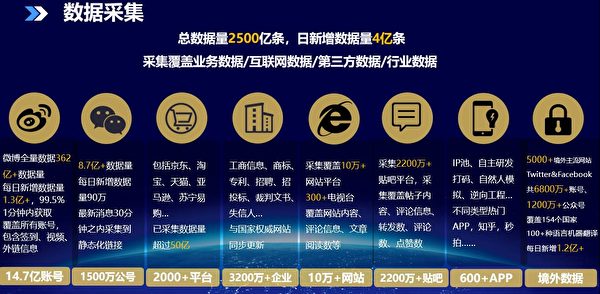 数据采集
总数据量2500亿条，日新增数据量4亿条
采集覆盖业务数据/互联网数据/第三方数据/行业数据
微博全量数据362
亿+数据量
每日新增数据量
1.3亿+，99.5%
1分钟内获取
覆盖所有账号，
包含签到、视频、
外链信息
14.7亿账号
8.7亿+数据量
每日新增数据
量90万
最新消息30分
钟之内采集到
静态化链接
1500万公号
包括京东、淘
宝、天猫、亚
马逊、苏宁易
购...
已采集数据量
超过50亿
2000+平台
工商信息、商标、
专利、招聘、招
投标、裁判文书、
失信人...
与国家权威网站
同步更新
3200万+企业
采集覆盖10万+
网站平台
300+电视台
覆盖网站内容、
评论信息、文章
阅读数等
10万+网站
采集2200万+
贴吧平台，采
集覆盖帖子内
容、评论信息、
转发数、评论
数、点赞数
2200万+贴吧
IP池、自主研发
打码、自然人模
拟、逆向工程...
不同类型热门
APP，知乎，秒
拍......
600+APP
5000+境外主流网站
Twitter&Facebook
共6800万+账号、
1200万+公众号
覆盖154个国家
100+种语言机器翻译
每日新增1.2亿+
境外数据